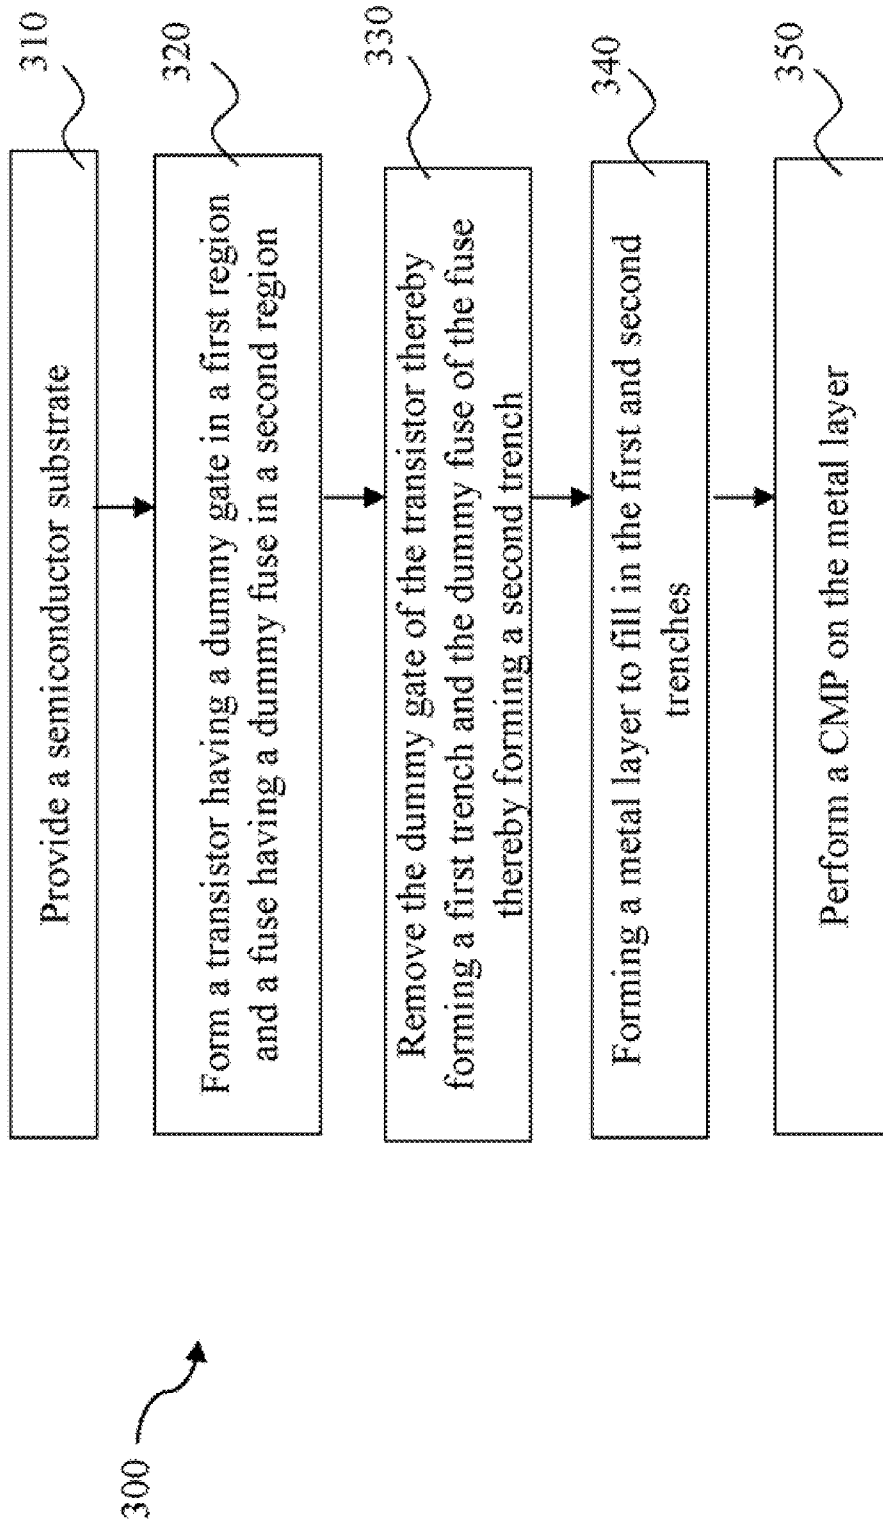 300
310
Provide a semiconductor substrate
320
Form a transistor having a dummy gate in a first region
and a fuse having a dummy fuse in a second region
330
Remove the dummy gate of the transistor thereby
forming a first trench and the dummy fuse of the fuse
thereby forming a second trench
340
Forming a metal layer to fill in the first and second
trenches
350
Perform a CMP on the metal layer